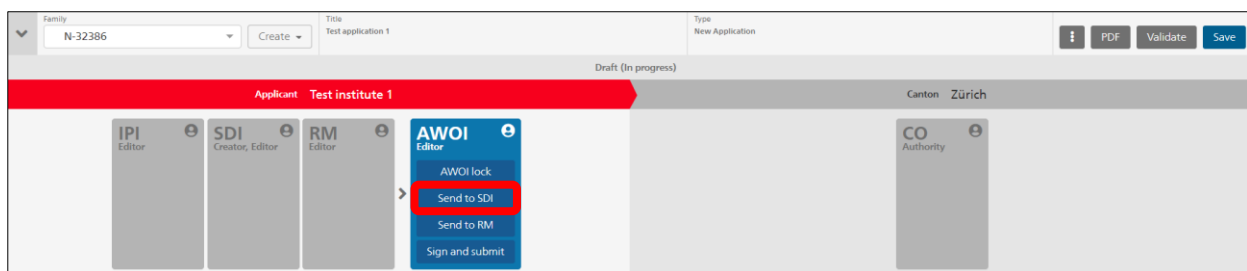 Family
N-32386
Create
Title
Test application 1
Type
New Application
PDF
Validate
Save
Draft (In progress)
Applicant Test institute 1
Canton Zürich
IPI
Editor
SDI
Creator, Editor
RM
Editor
AWOI
Editor
AWOI lock
Send to SDI
Send to RM
Sign and submit
CO
Authority